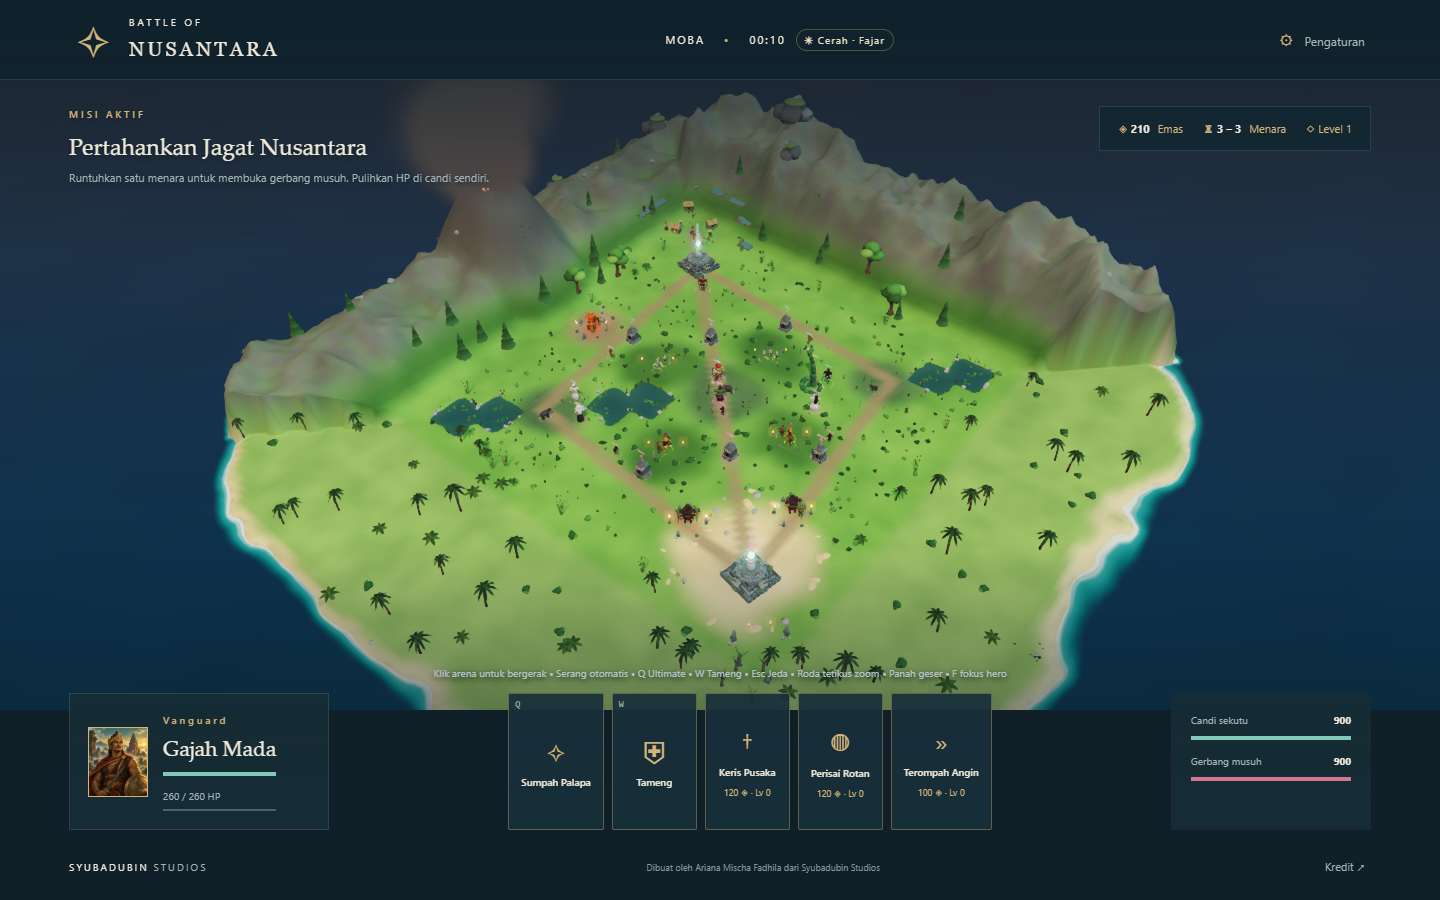 BATTLE OF
NUSANTARA
MOBA • 00:10 Cerah · Fajar
Pengaturan
MISI AKTIF
Pertahankan Jagat Nusantara
Runtuhkan satu menara untuk membuka gerbang musuh. Pulihkan HP di candi sendiri.
210 Emas 3 – 3 Menara Level 1
Klik arena untuk bergerak • Serang otomatis • Q Ultimate • W Tameng • Esc Jeda • Roda tetikus zoom • Panah geser • F fokus hero
Vanguard
Gajah Mada
260 / 260 HP
Q
Sumpah Palapa
W
Tameng
Keris Pusaka
120 ◈ · Lv 0
Perisai Rotan
120 ◈ · Lv 0
Terompah Angin
100 ◈ · Lv 0
Candi sekutu 900
Gerbang musuh 900
SYUBADUBIN STUDIOS
Dibuat oleh Ariana Mischa Fadhila dari Syubadubin Studios
Kredit ↗